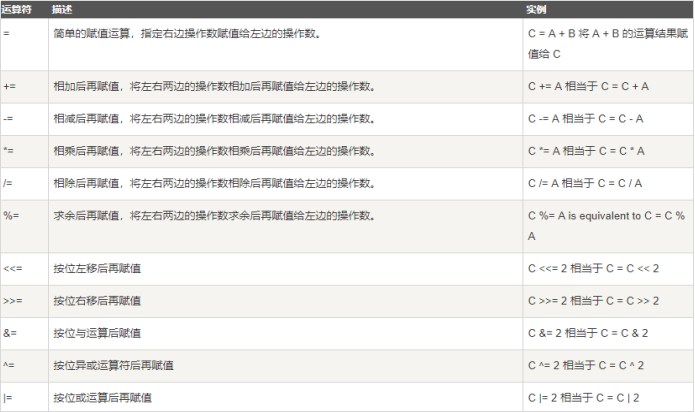 运算符 描述 实例
= 简单的赋值运算，指定右边操作数赋值给左边的操作数。 C = A + B 将 A + B 的运算结果赋
值给 C
+= 相加后再赋值，将左右两边的操作数相加后再赋值给左边的操作数。 C += A 相当于 C = C + A
-= 相减后再赋值，将左右两边的操作数相减后再赋值给左边的操作数。 C -= A 相当于 C = C - A
*= 相乘后再赋值，将左右两边的操作数相乘后再赋值给左边的操作数。 C *= A 相当于 C = C * A
/= 相除后再赋值，将左右两边的操作数相除后再赋值给左边的操作数。 C /= A 相当于 C = C / A
%= 求余后再赋值，将左右两边的操作数求余后再赋值给左边的操作数。 C %= A is equivalent to C = C %
A
<<= 按位左移后再赋值 C <<= 2 相当于 C = C << 2
>>= 按位右移后再赋值 C >>= 2 相当于 C = C >> 2
&= 按位与运算后再赋值 C &= 2 相当于 C = C & 2
^= 按位异或运算符后再赋值 C ^= 2 相当于 C = C ^ 2
|= 按位或运算后再赋值 C |= 2 相当于 C = C | 2